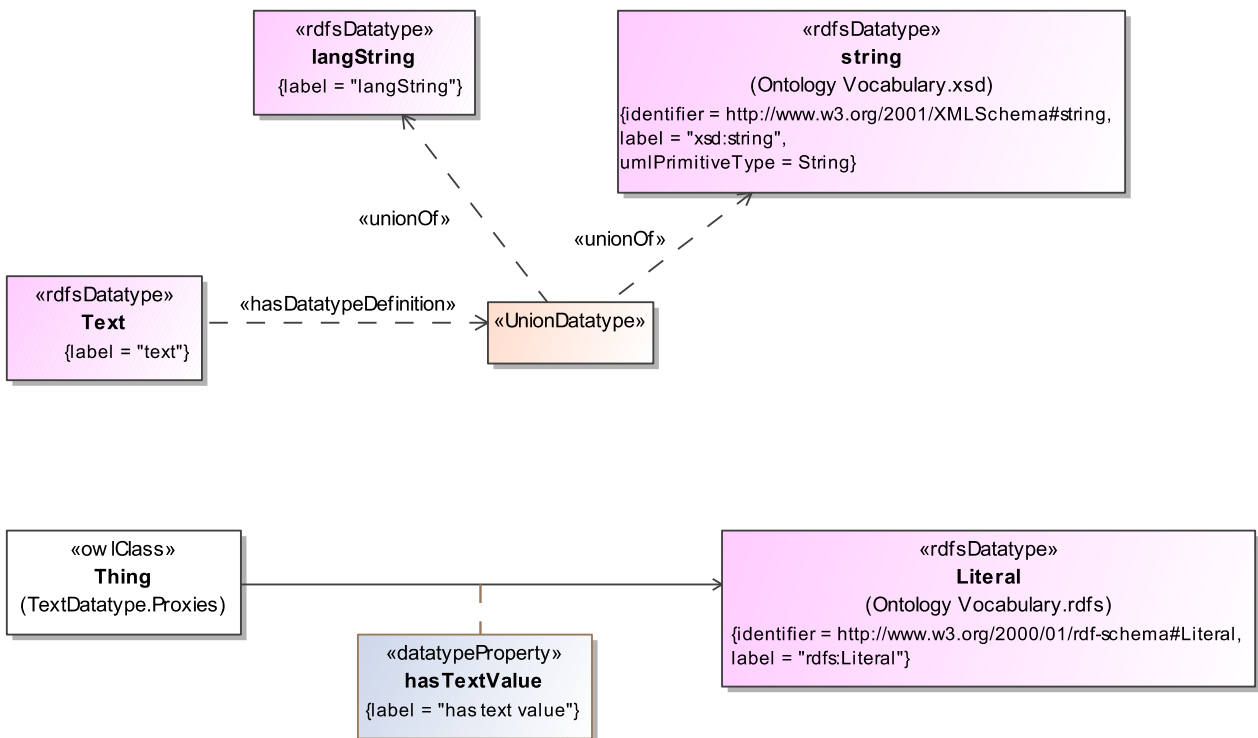 «rdfsDatatype»
langString
{label = "langString"}
«rdfsDatatype»
string
(Ontology Vocabulary.xsd)
{identifier = http://www.w3.org/2001/XMLSchema#string,
label = "xsd:string",
umlPrimitiveType = String}
«unionOf»
«unionOf»
«rdfsDatatype»
Text
{label = "text"}
«hasDatatypeDefinition»
«UnionDatatype»
«owlClass»
Thing
(TextDatatype.Proxies)
«rdfsDatatype»
Literal
(Ontology Vocabulary.rdfs)
{identifier = http://www.w3.org/2000/01/rdf-schema#Literal,
label = "rdfs:Literal"}
«datatypeProperty»
hasTextValue
{label = "has text value"}